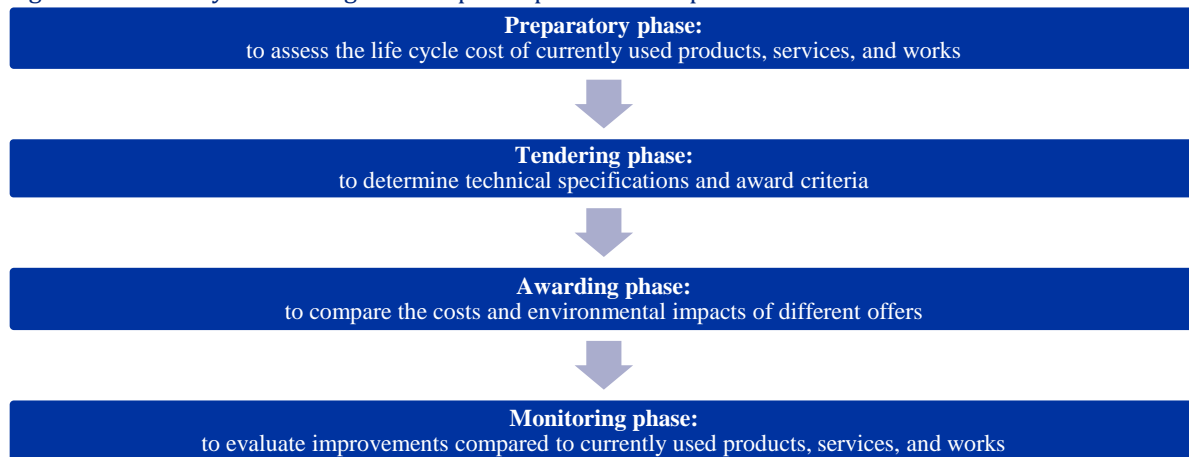 Preparatory phase:
to assess the life cycle cost of currently used products, services, and works
Tendering phase:
to determine technical specifications and award criteria
Awarding phase:
to compare the costs and environmental impacts of different offers
Monitoring phase:
to evaluate improvements compared to currently used products, services, and works